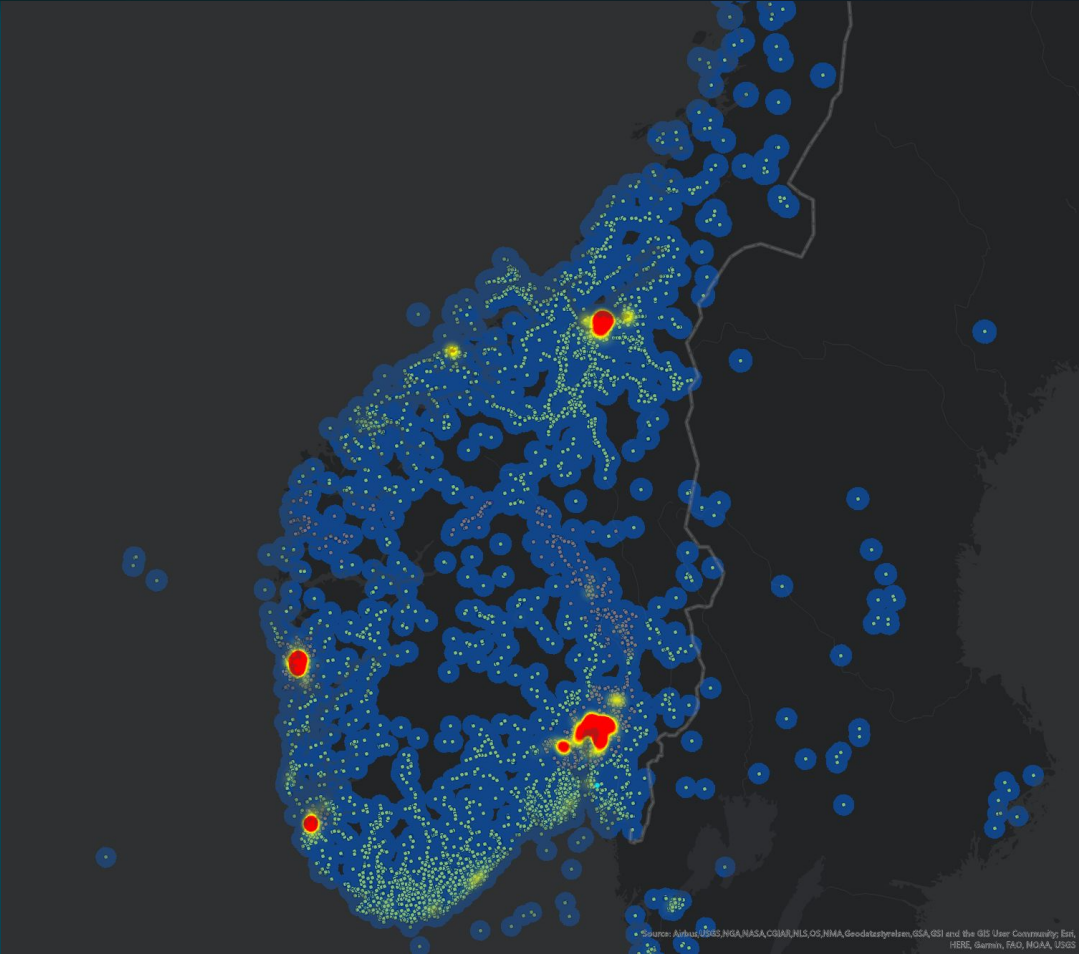 Source: Airbus,USGS,NGA,NASA,CGIAR,NLS,OS,NMA,Geodatastyrelsen,GSA,GSI and the GIS User Community; Esri,
HERE, Garmin, FAO, NOAA, USGS